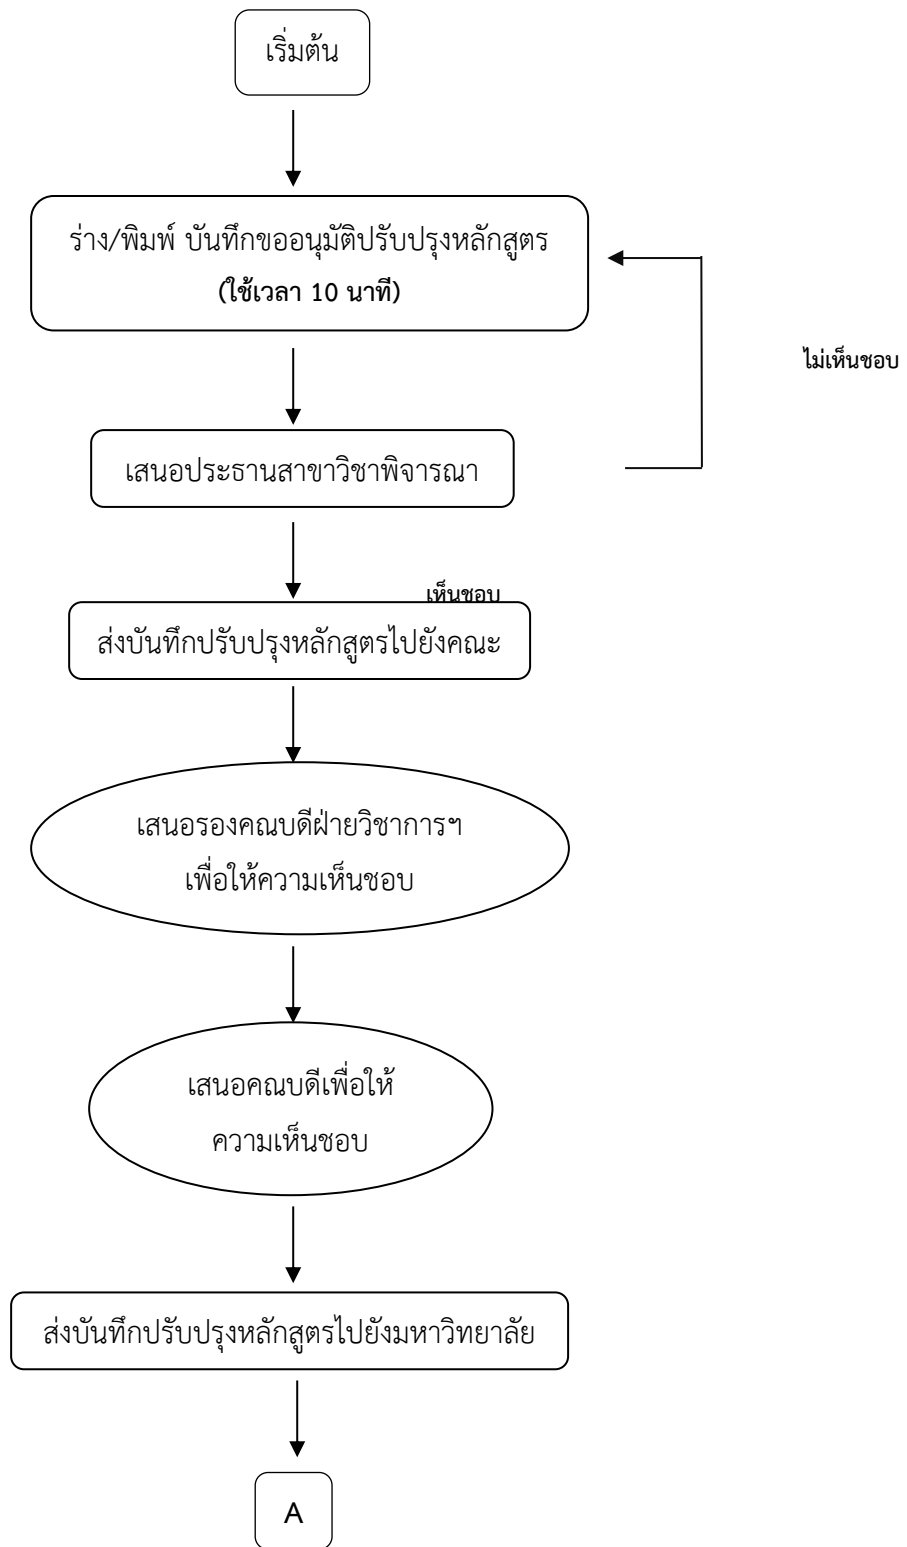 เริ่มต้น
ร่าง/พิมพ์ บันทึกขออนุมัติปรับปรุงหลักสูตร
(ใช้เวลา 10 นาที)
ไม่เห็นชอบ
เสนอประธานสาขาวิชาพิจารณา
เห็นชอบ
ส่งบันทึกปรับปรุงหลักสูตรไปยังคณะ
เสนอรองคณบดีฝ่ายวิชาการฯ
เพื่อให้ความเห็นชอบ
เสนอคณบดีเพื่อให้
ความเห็นชอบ
ส่งบันทึกปรับปรุงหลักสูตรไปยังมหาวิทยาลัย
A